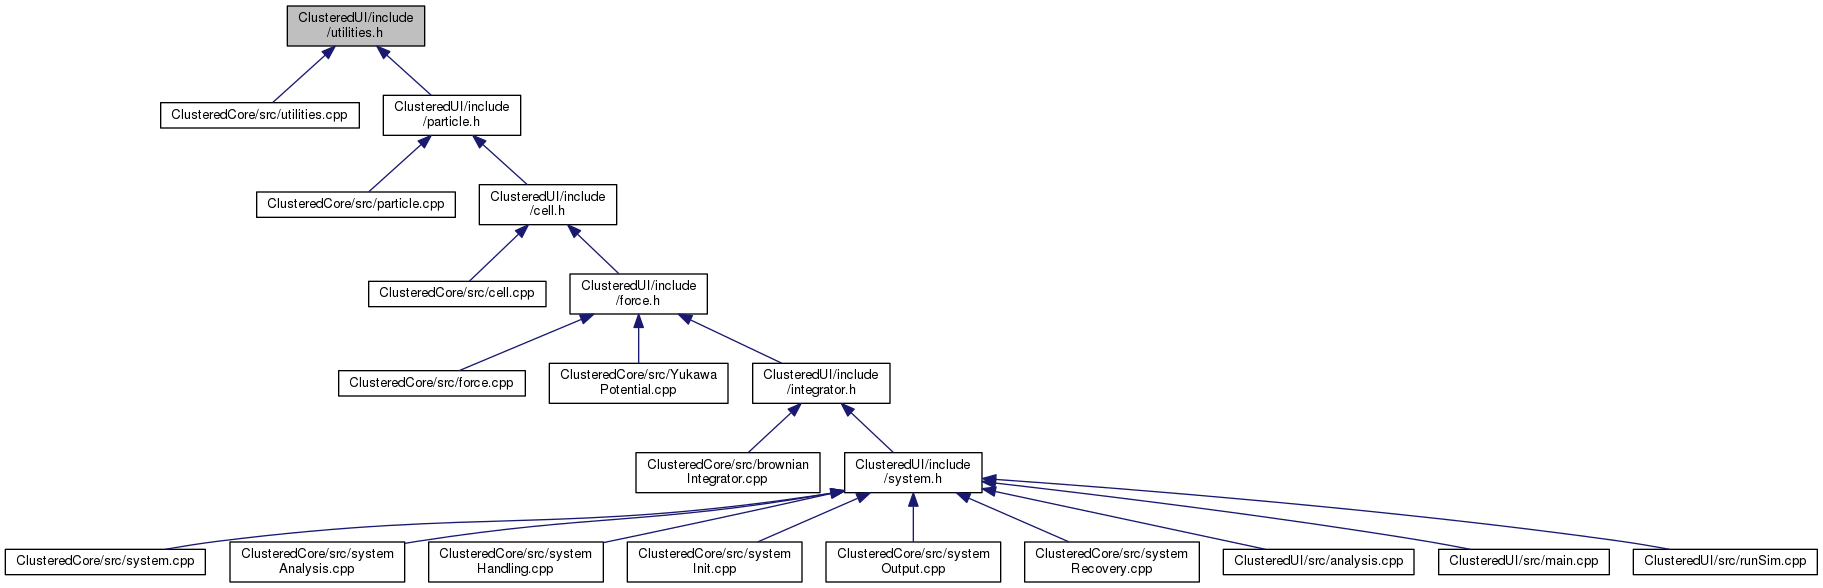 ClusteredUI/include
/utilities.h
ClusteredCore/src/utilities.cpp
ClusteredUI/include
/particle.h
ClusteredCore/src/particle.cpp
ClusteredUI/include
/cell.h
ClusteredCore/src/cell.cpp
ClusteredUI/include
/force.h
ClusteredCore/src/force.cpp
ClusteredCore/src/Yukawa
Potential.cpp
ClusteredUI/include
/integrator.h
ClusteredCore/src/brownian
Integrator.cpp
ClusteredUI/include
/system.h
ClusteredCore/src/system.cpp
ClusteredCore/src/system
Analysis.cpp
ClusteredCore/src/system
Handling.cpp
ClusteredCore/src/system
Init.cpp
ClusteredCore/src/system
Output.cpp
ClusteredCore/src/system
Recovery.cpp
ClusteredUI/src/analysis.cpp
ClusteredUI/src/main.cpp
ClusteredUI/src/runSim.cpp